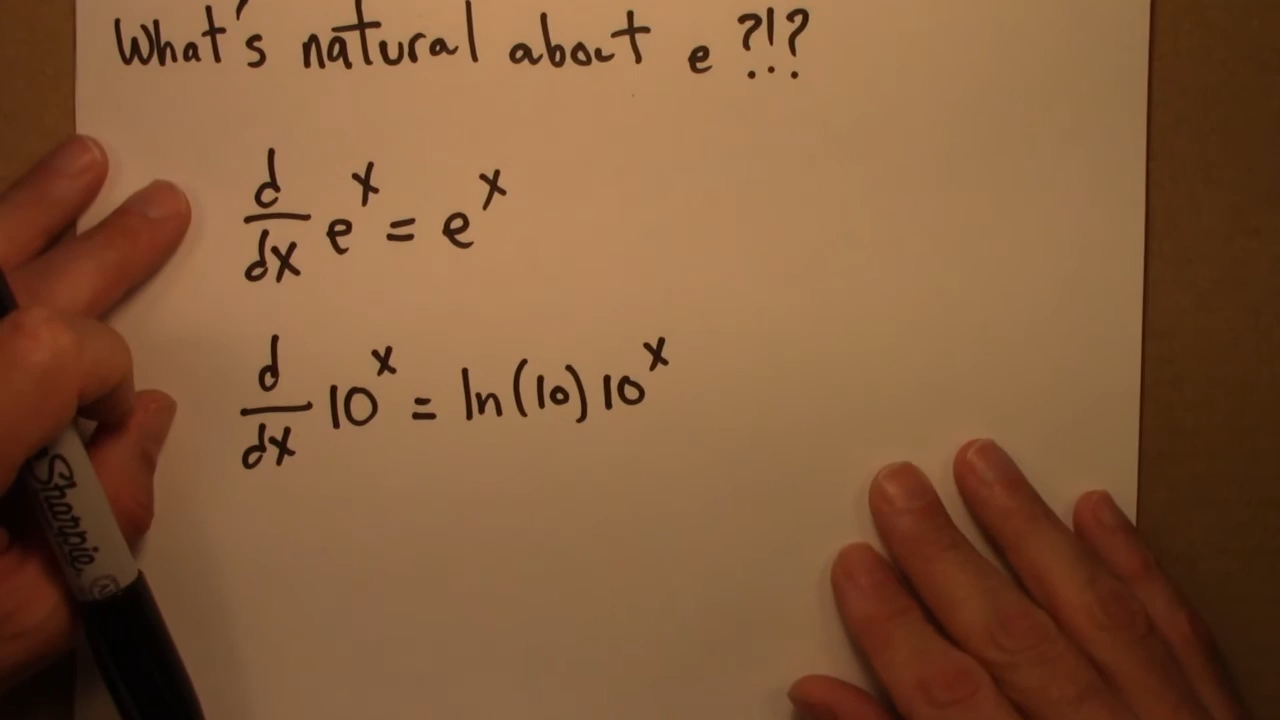 What's natural about e ?!?
d/dx e^x = e^x
d/dx 10^x = ln(10) 10^x
Sharpie